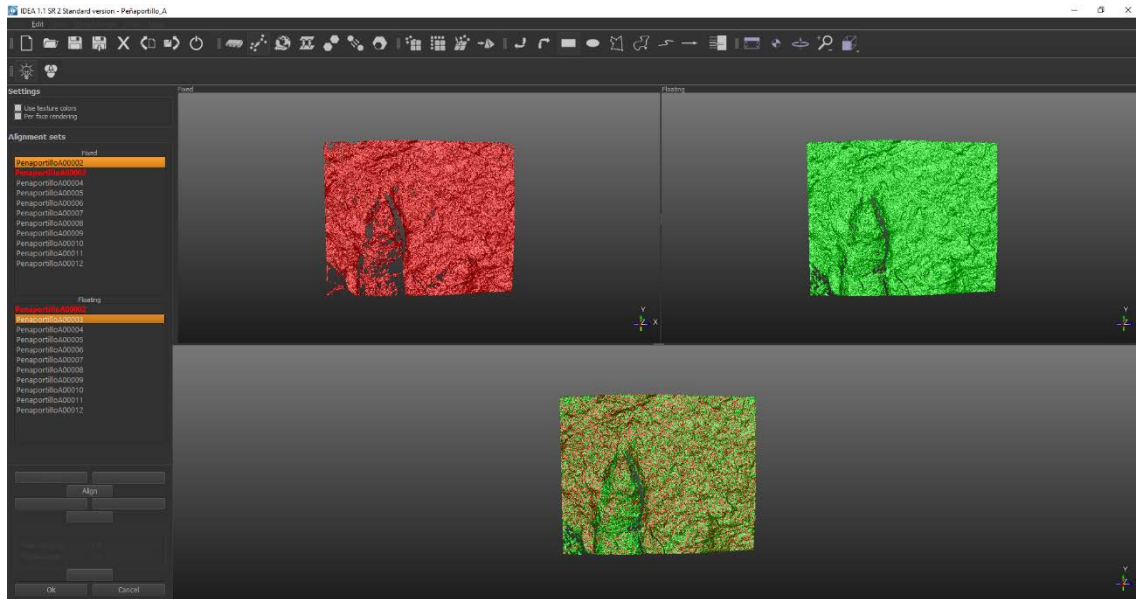 IDEA 1.1 SR 2 Standard version - Peñaportillo_A
Edit
Settings
Use texture colors
Per face rendering
Alignment sets
Fixed
PenaportilloA00002
PenaportilloA00003
PenaportilloA00004
PenaportilloA00005
PenaportilloA00006
PenaportilloA00007
PenaportilloA00008
PenaportilloA00009
PenaportilloA00010
PenaportilloA00011
PenaportilloA00012
Floating
PenaportilloA00002
PenaportilloA00003
PenaportilloA00004
PenaportilloA00005
PenaportilloA00006
PenaportilloA00007
PenaportilloA00008
PenaportilloA00009
PenaportilloA00010
PenaportilloA00011
PenaportilloA00012
Align
Ok Cancel
Fixed
Y
Z X
Floating
Y
Z
Y
Z